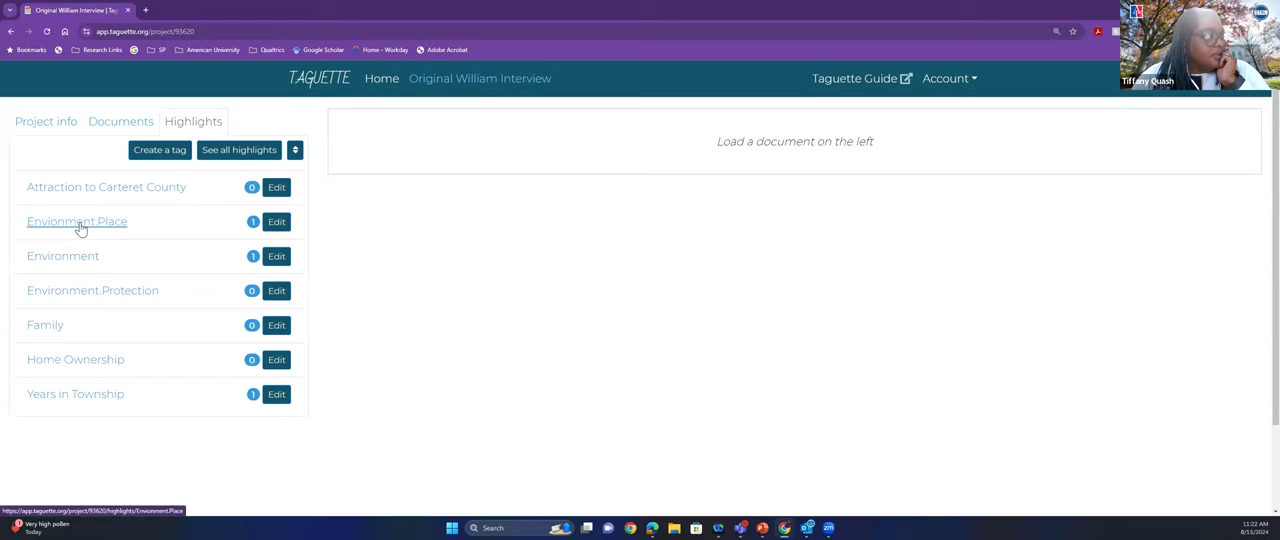 Original William Interview | Tag
app.taguette.org/project/93620
Bookmarks
Research Links
SP
American University
Qualtrics
Google Scholar
Home - Workday
Adobe Acrobat
TAGUETTE
Home
Original William Interview
Taguette Guide
Account
Tiffany Quash
Project info
Documents
Highlights
Load a document on the left
Create a tag
See all highlights
Attraction to Carteret County 0 Edit
Envionment.Place 1 Edit
Environment 1 Edit
Environment.Protection 0 Edit
Family 0 Edit
Home Ownership 0 Edit
Years in Township 1 Edit
https://app.taguette.org/project/93620/highlights/Envionment.Place
Very high pollen
Today
Search
11:22 AM
8/15/2024